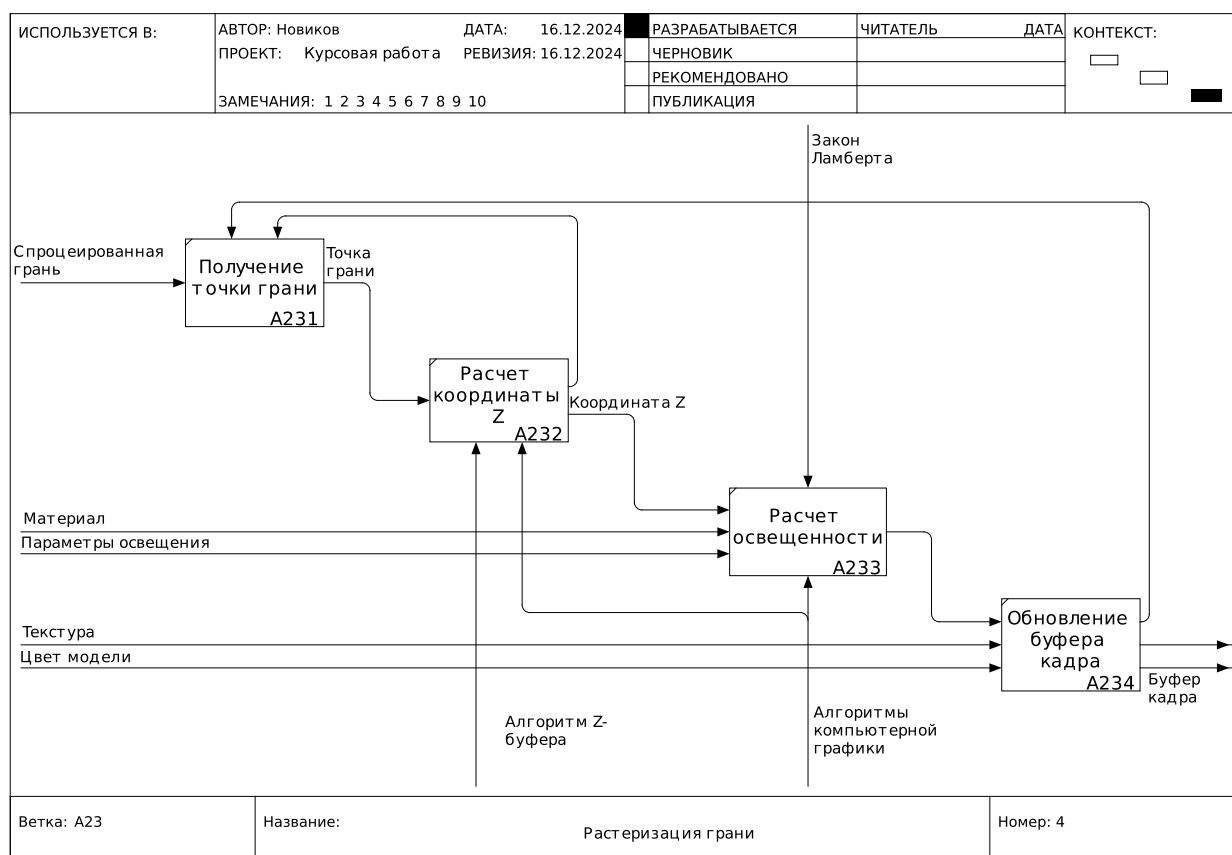 ИСПОЛЬЗУЕТСЯ В:
АВТОР: Новиков
ДАТА: 16.12.2024
ПРОЕКТ: Курсовая работа
РЕВИЗИЯ: 16.12.2024
ЗАМЕЧАНИЯ: 1 2 3 4 5 6 7 8 9 10
РАЗРАБАТЫВАЕТСЯ
ЧЕРНОВИК
РЕКОМЕНДОВАНО
ПУБЛИКАЦИЯ
ЧИТАТЕЛЬ ДАТА
КОНТЕКСТ:
Закон
Ламберта
Спроцеированная
грань
Получение
точки грани
A231
Точка
грани
Расчет
координаты
Z
A232
Координата Z
Материал
Параметры освещения
Расчет
освещенности
A233
Текстура
Цвет модели
Обновление
буфера
кадра
A234
Буфер
кадра
Алгоритм Z-
буфера
Алгоритмы
компьютерной
графики
Ветка: A23
Название:
Растеризация грани
Номер: 4